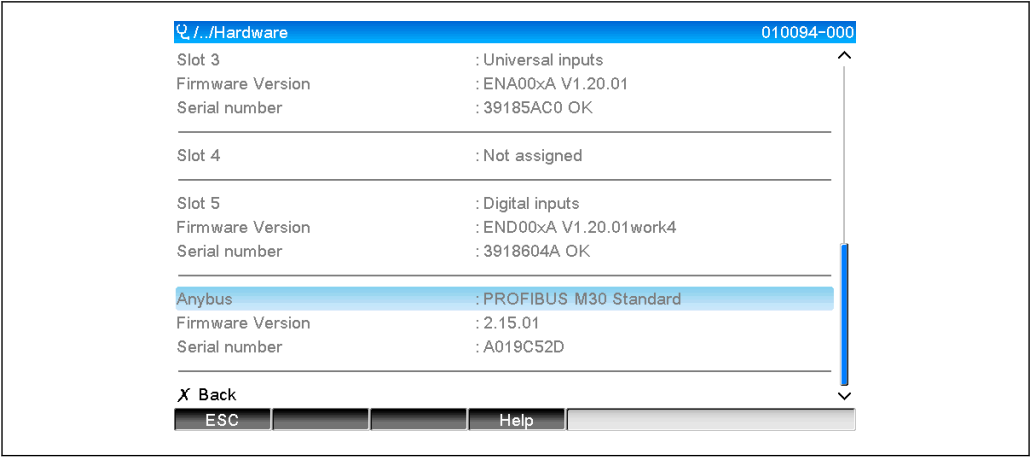 /../Hardware 010094-000
Slot 3 : Universal inputs
Firmware Version : ENA00xA V1.20.01
Serial number : 39185AC0 OK
Slot 4 : Not assigned
Slot 5 : Digital inputs
Firmware Version : END00xA V1.20.01work4
Serial number : 3918604A OK
Anybus : PROFIBUS M30 Standard
Firmware Version : 2.15.01
Serial number : A019C52D
X Back
ESC Help